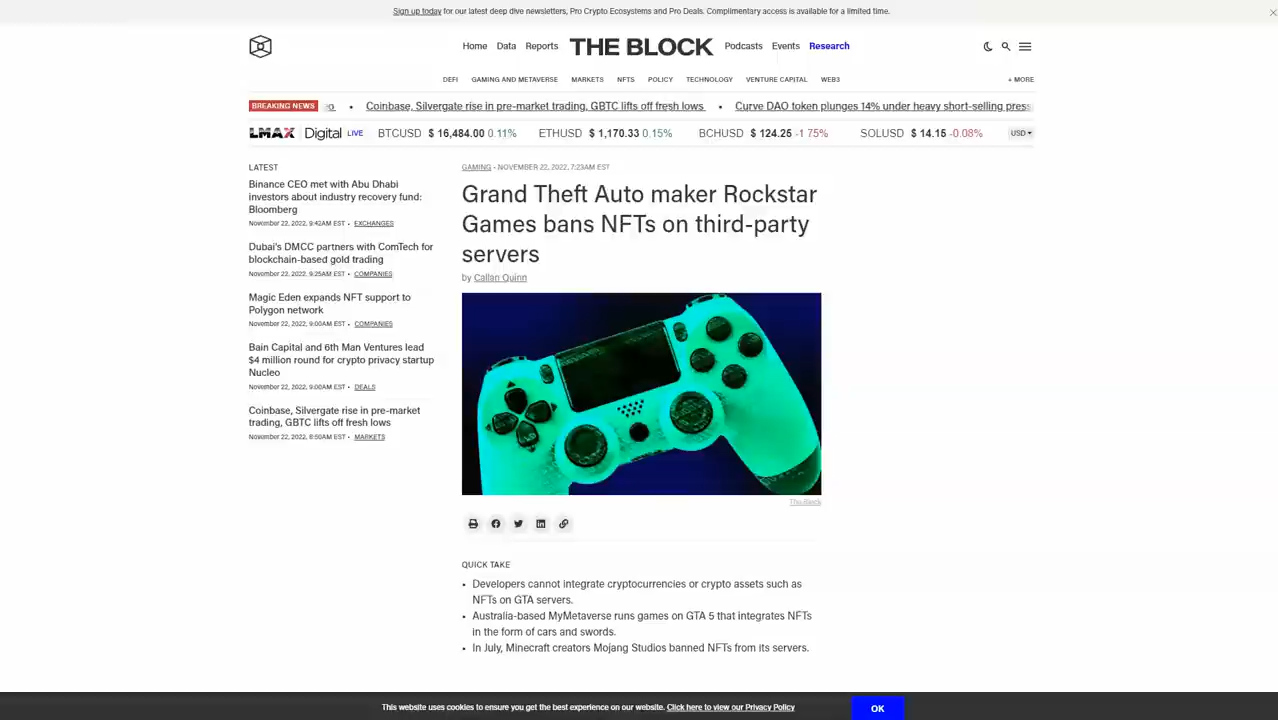 Sign up today for our latest deep dive newsletters, Pro Crypto Ecosystems and Pro Deals. Complimentary access is available for a limited time.
Home Data Reports THE BLOCK Podcasts Events Research
DEFI GAMING AND METAVERSE MARKETS NFTS POLICY TECHNOLOGY VENTURE CAPITAL WEB3 + MORE
BREAKING NEWS • Coinbase, Silvergate rise in pre-market trading, GBTC lifts off fresh lows • Curve DAO token plunges 14% under heavy short-selling press
LMAX Digital LIVE BTCUSD $ 16,484.00 0.11% ETHUSD $ 1,170.33 0.15% BCHUSD $ 124.25 -1.75% SOLUSD $ 14.15 -0.08% USD
LATEST
Binance CEO met with Abu Dhabi
investors about industry recovery fund:
Bloomberg
November 22, 2022, 9:42AM EST • EXCHANGES
Dubai's DMCC partners with ComTech for
blockchain-based gold trading
November 22, 2022, 9:25AM EST • COMPANIES
Magic Eden expands NFT support to
Polygon network
November 22, 2022, 9:00AM EST • COMPANIES
Bain Capital and 6th Man Ventures lead
$4 million round for crypto privacy startup
Nucleo
November 22, 2022, 9:00AM EST • DEALS
Coinbase, Silvergate rise in pre-market
trading, GBTC lifts off fresh lows
November 22, 2022, 8:50AM EST • MARKETS
GAMING • NOVEMBER 22, 2022, 7:23AM EST
Grand Theft Auto maker Rockstar
Games bans NFTs on third-party
servers
by Callan Quinn
The Block
QUICK TAKE
• Developers cannot integrate cryptocurrencies or crypto assets such as
NFTs on GTA servers.
• Australia-based MyMetaverse runs games on GTA 5 that integrates NFTs
in the form of cars and swords.
• In July, Minecraft creators Mojang Studios banned NFTs from its servers.
This website uses cookies to ensure you get the best experience on our website. Click here to view our Privacy Policy OK